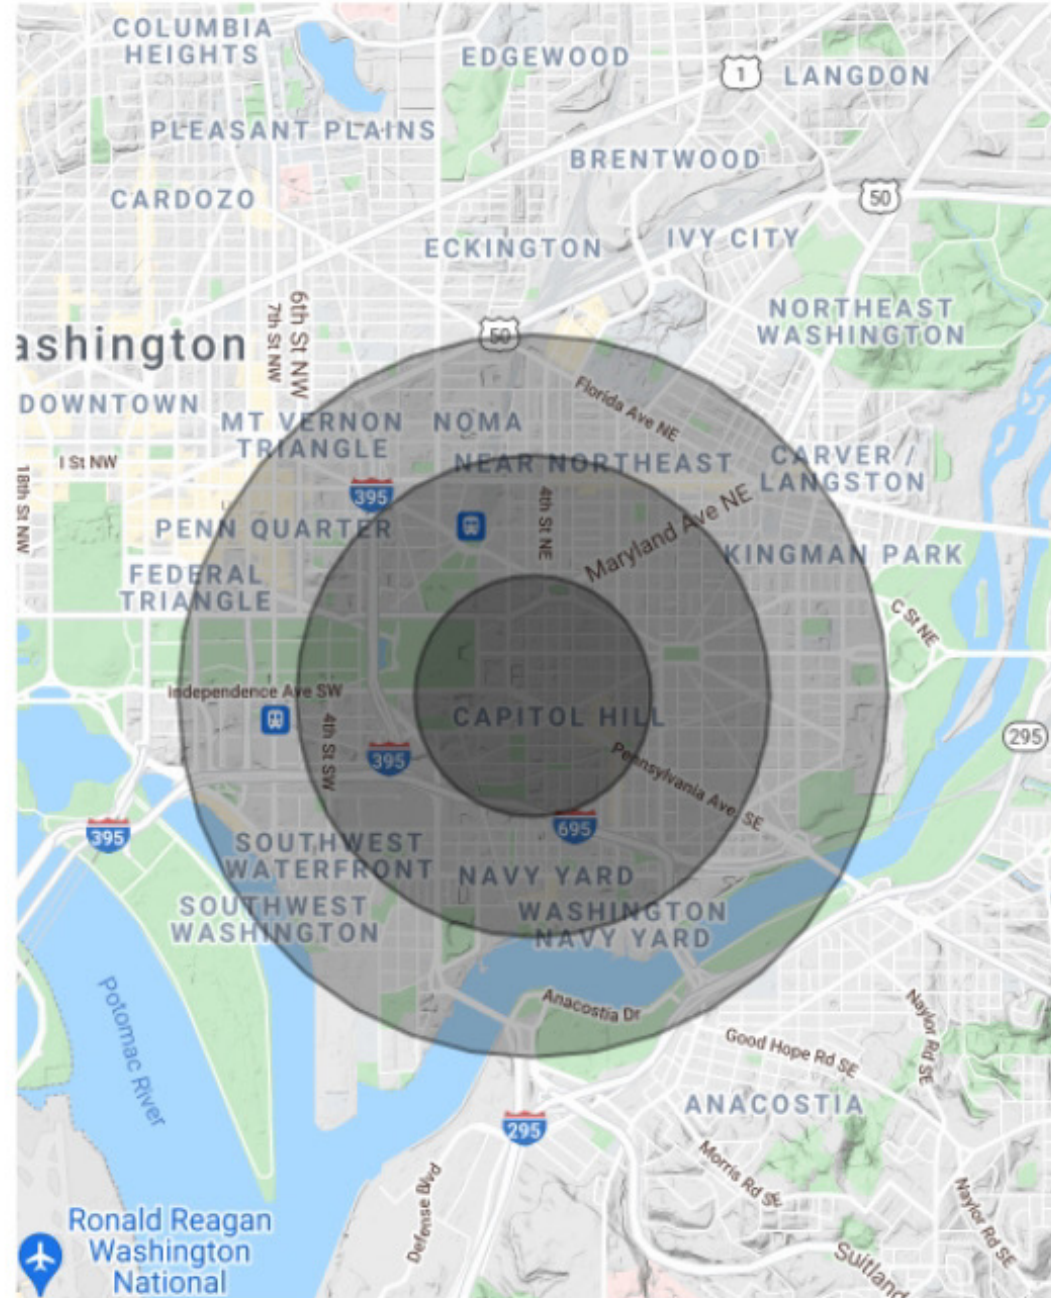 COLUMBIA
HEIGHTS
EDGEWOOD
1
LANGDON
PLEASANT PLAINS
BRENTWOOD
CARDOZO
50
ECKINGTON
IVY CITY
6th St NW
7th St NW
NORTHEAST
WASHINGTON
50
ashington
DOWNTOWN
Florida Ave NE
MT VERNON
TRIANGLE
NOMA
I St NW
NEAR NORTHEAST
CARVER /
LANGSTON
18th St NW
395
4th St NE
Maryland Ave NE
PENN QUARTER
KINGMAN PARK
FEDERAL
TRIANGLE
C St NE
Independence Ave SW
4th St SW
CAPITOL HILL
295
395
Pennsylvania Ave SE
395
695
SOUTHWEST
WATERFRONT
NAVY YARD
SOUTHWEST
WASHINGTON
WASHINGTON
NAVY YARD
Potomac River
Anacostia Dr
Naylor Rd SE
Good Hope Rd SE
ANACOSTIA
295
Morris Rd SE
Defense Blvd
Naylor Rd SE
Ronald Reagan
Washington
National
Suitland